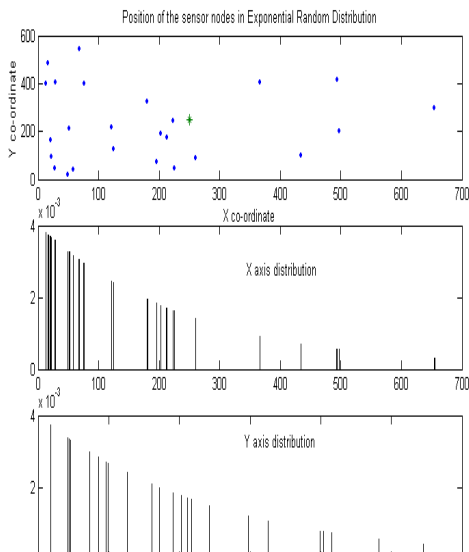 Position of the sensor nodes in Exponential Random Distribution
600
400
200
0
Y co-ordinate
0 100 200 300 400 500 600 700
X co-ordinate
x 10-3
4
2
0
X axis distribution
0 100 200 300 400 500 600 700
x 10-3
4
2
Y axis distribution